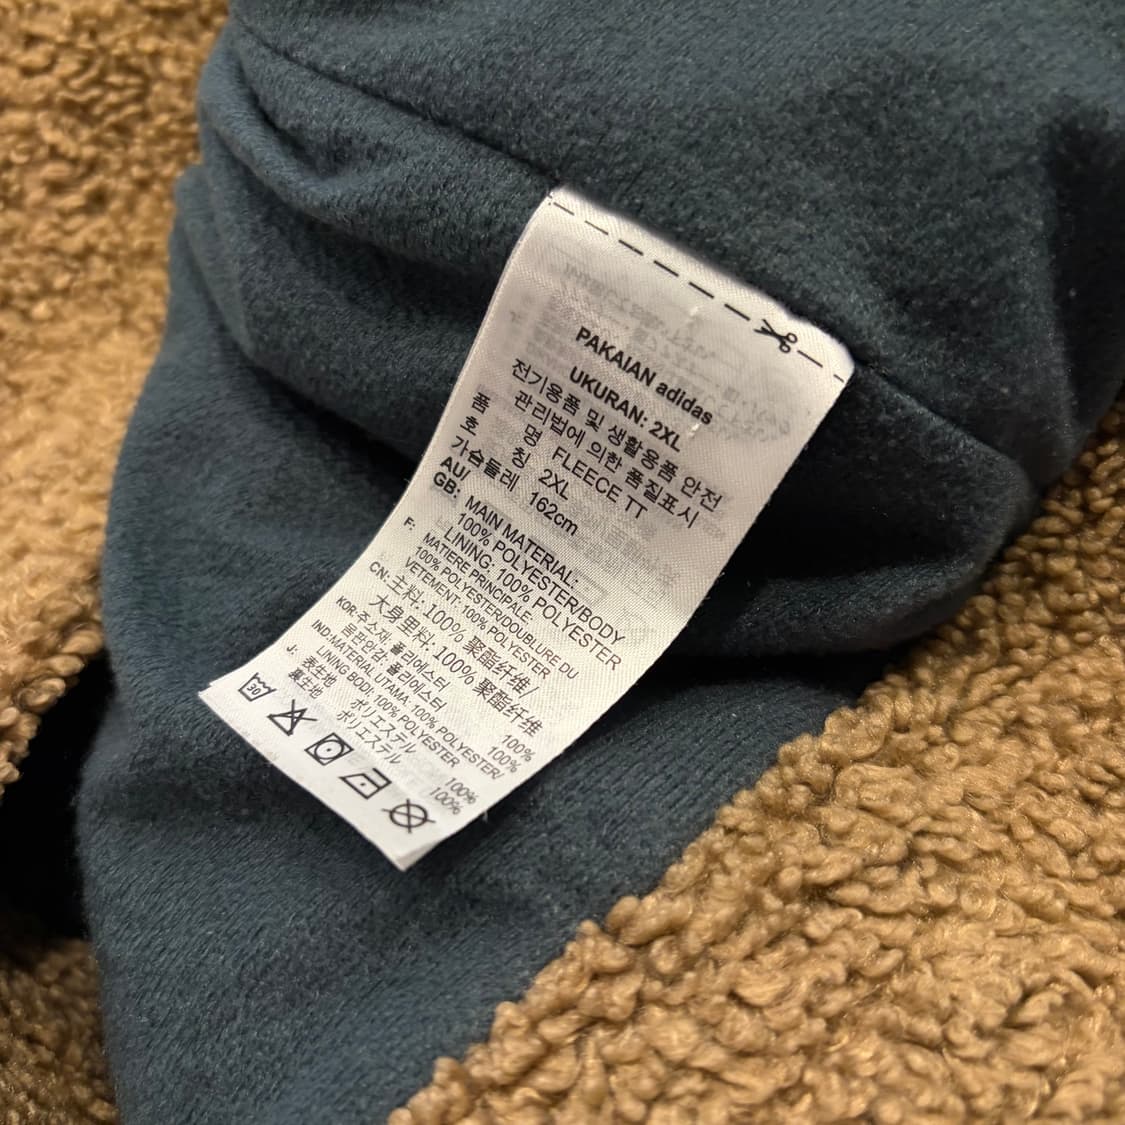 PAKAIAN adidas
UKURAN: 2XL
전기용품 및 생활용품 안전
관리법에 의한 품질표시
품 명 FLEECE TT
호 칭 2XL
가슴둘레 162cm
AU/
GB: MAIN MATERIAL:
100% POLYESTER/BODY
LINING: 100% POLYESTER
F: MATIERE PRINCIPALE:
100% POLYESTER/DOUBLURE DU
VETEMENT: 100% POLYESTER
CN: 主料: 100% 聚酯纤维/
大身里料: 100% 聚酯纤维
KOR: 주소재: 폴리에스터 100%
몸판안감: 폴리에스터 100%
IND: MATERIAL UTAMA: 100% POLYESTER/
LINING BODI: 100% POLYESTER
J: 表生地 ポリエステル 100%
裏生地 ポリエステル 100%
30